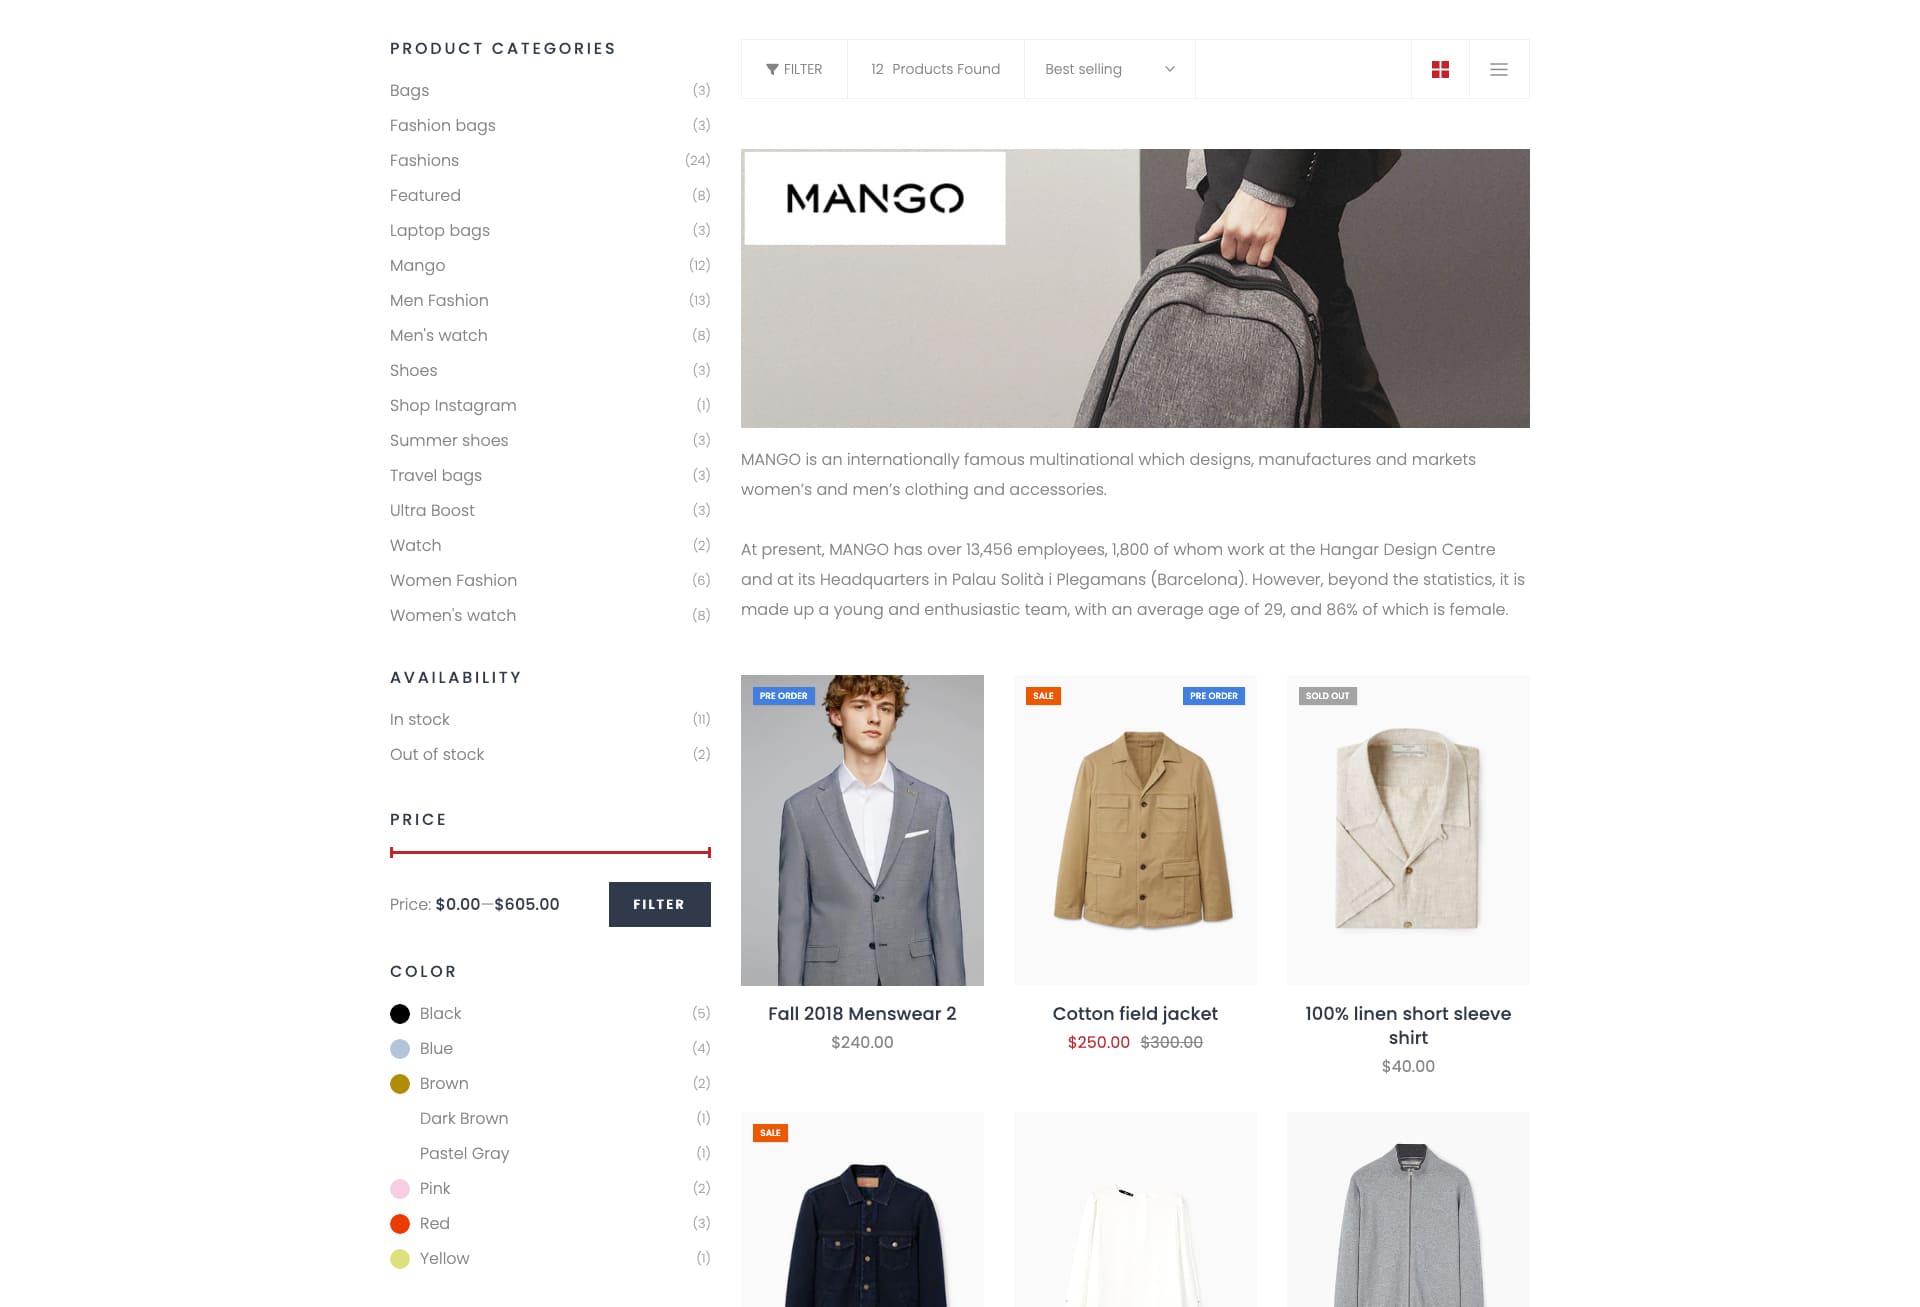 PRODUCT CATEGORIES
Bags (3)
Fashion bags (3)
Fashions (24)
Featured (8)
Laptop bags (3)
Mango (12)
Men Fashion (13)
Men's watch (8)
Shoes (3)
Shop Instagram (1)
Summer shoes (3)
Travel bags (3)
Ultra Boost (3)
Watch (2)
Women Fashion (6)
Women's watch (8)
AVAILABILITY
In stock (11)
Out of stock (2)
PRICE
Price: $0.00—$605.00 FILTER
COLOR
Black (5)
Blue (4)
Brown (2)
Dark Brown (1)
Pastel Gray (1)
Pink (2)
Red (3)
Yellow (1)
FILTER 12 Products Found Best selling
MANGO
MANGO is an internationally famous multinational which designs, manufactures and markets
women’s and men’s clothing and accessories.
At present, MANGO has over 13,456 employees, 1,800 of whom work at the Hangar Design Centre
and at its Headquarters in Palau Solità i Plegamans (Barcelona). However, beyond the statistics, it is
made up a young and enthusiastic team, with an average age of 29, and 86% of which is female.
PRE ORDER
Fall 2018 Menswear 2
$240.00
SALE PRE ORDER
Cotton field jacket
$250.00 $300.00
SOLD OUT
100% linen short sleeve
shirt
$40.00
SALE